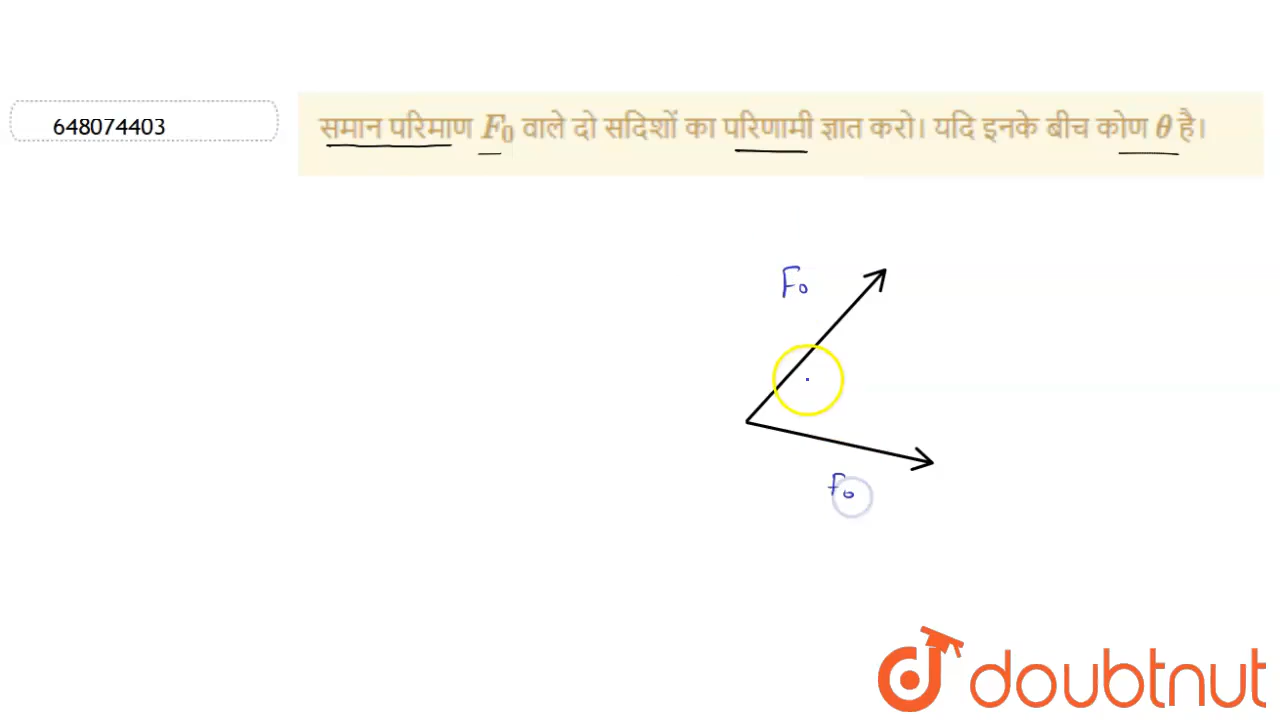 648074403
समान परिमाण F₀ वाले दो सदिशों का परिणामी ज्ञात करो। यदि इनके बीच कोण θ है।
F₀
F₀
doubtnut